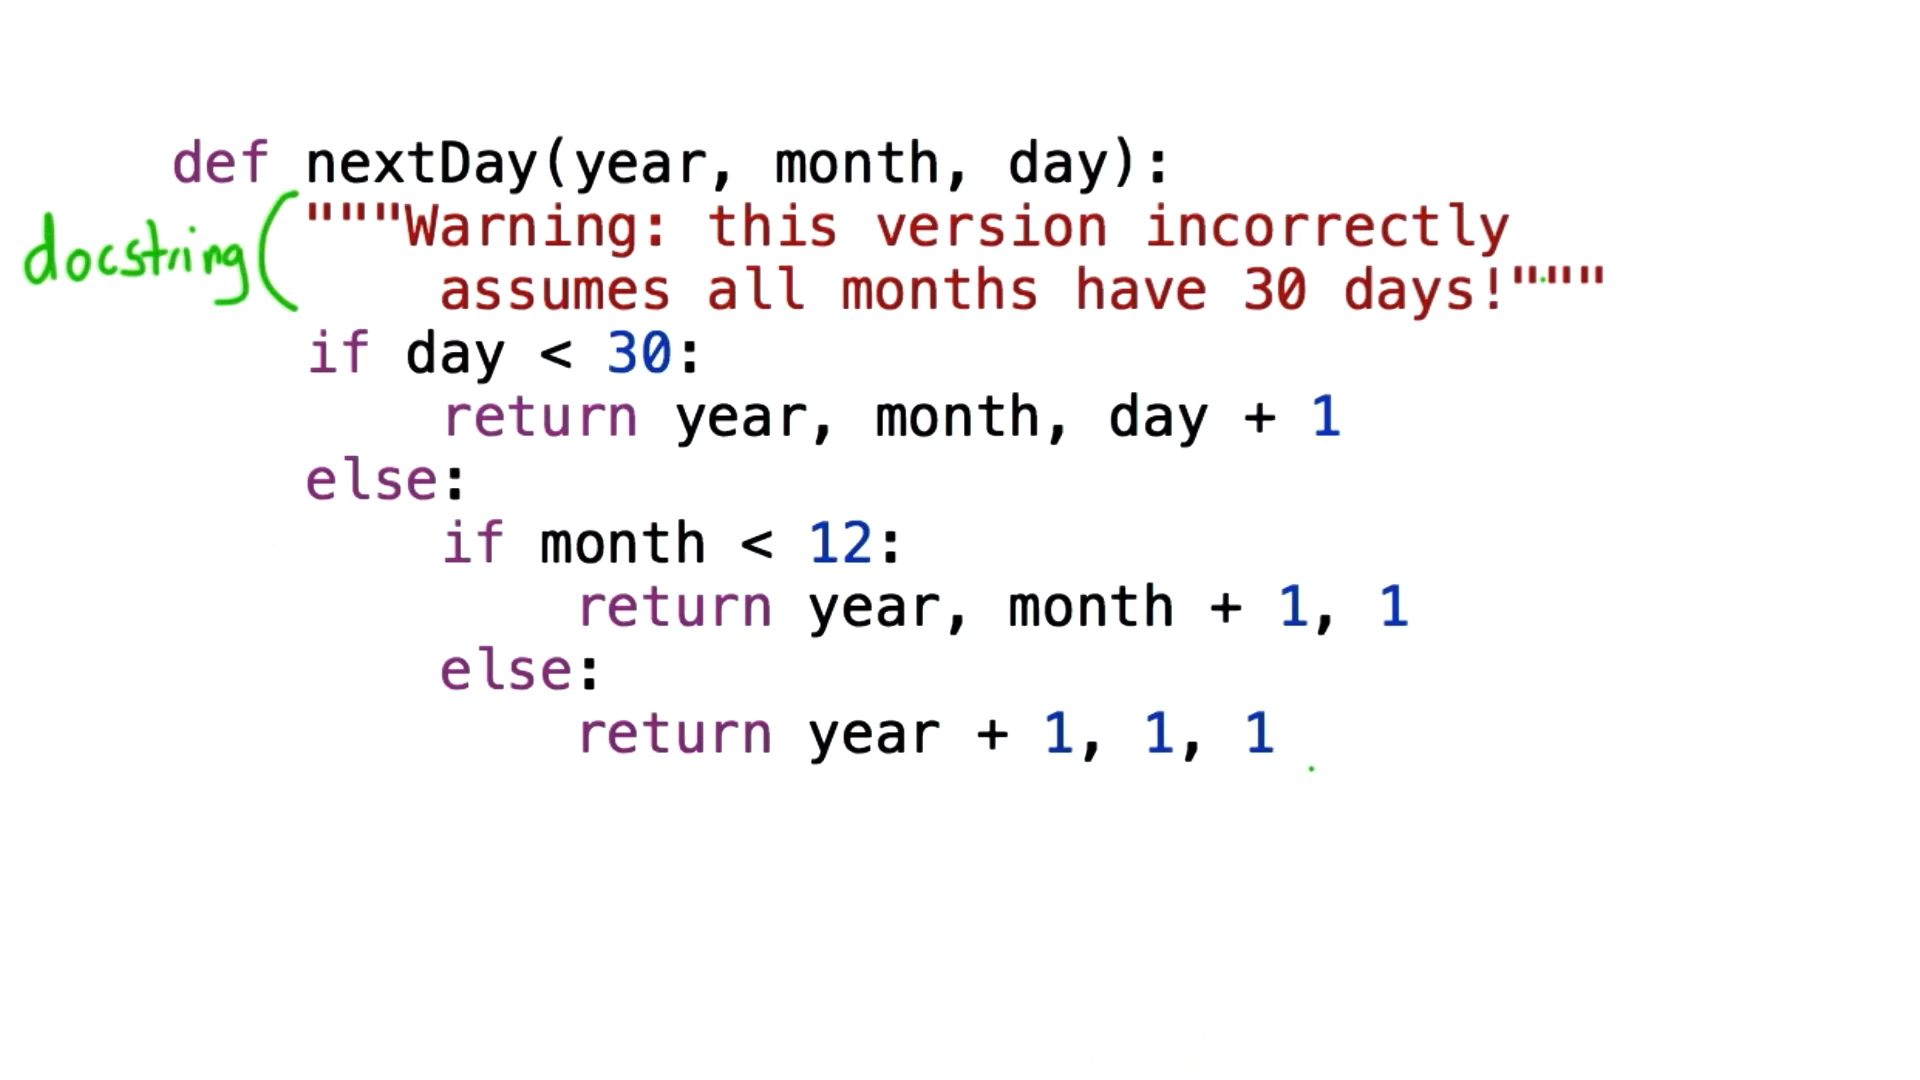 def nextDay(year, month, day):
docstring
"""Warning: this version incorrectly
assumes all months have 30 days!"""
if day < 30:
return year, month, day + 1
else:
if month < 12:
return year, month + 1, 1
else:
return year + 1, 1, 1